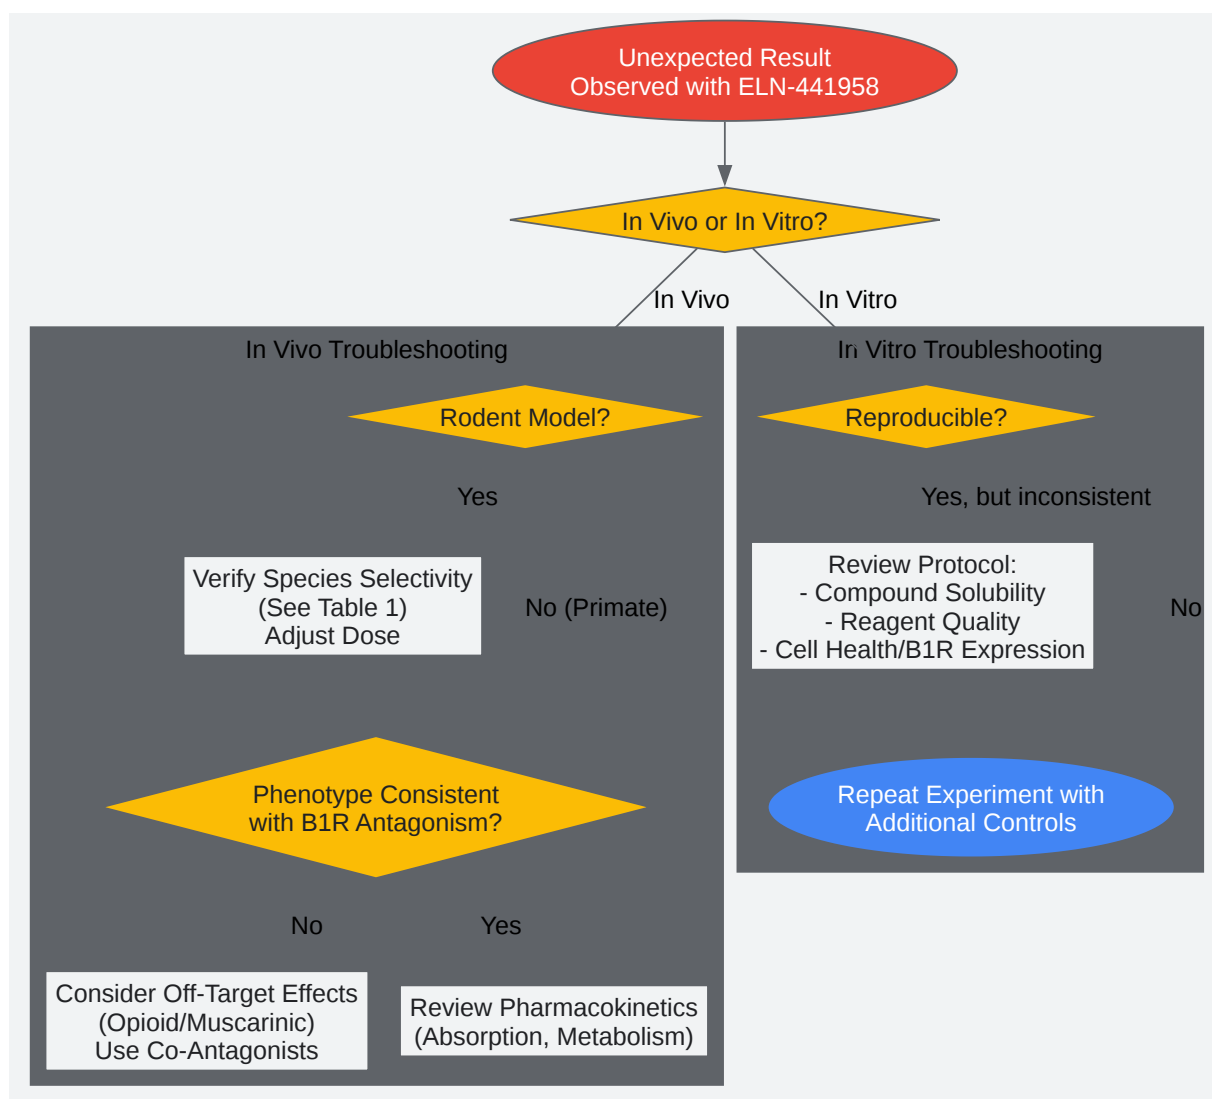 Unexpected Result
Observed with ELN-441958
In Vivo or In Vitro?
In Vivo
In Vitro
In Vivo Troubleshooting
Rodent Model?
Yes
Verify Species Selectivity
(See Table 1)
Adjust Dose
No (Primate)
Phenotype Consistent
with B1R Antagonism?
No
Yes
Consider Off-Target Effects
(Opioid/Muscarinic)
Use Co-Antagonists
Review Pharmacokinetics
(Absorption, Metabolism)
In Vitro Troubleshooting
Reproducible?
Yes, but inconsistent
Review Protocol:
- Compound Solubility
- Reagent Quality
- Cell Health/B1R Expression
No
Repeat Experiment with
Additional Controls